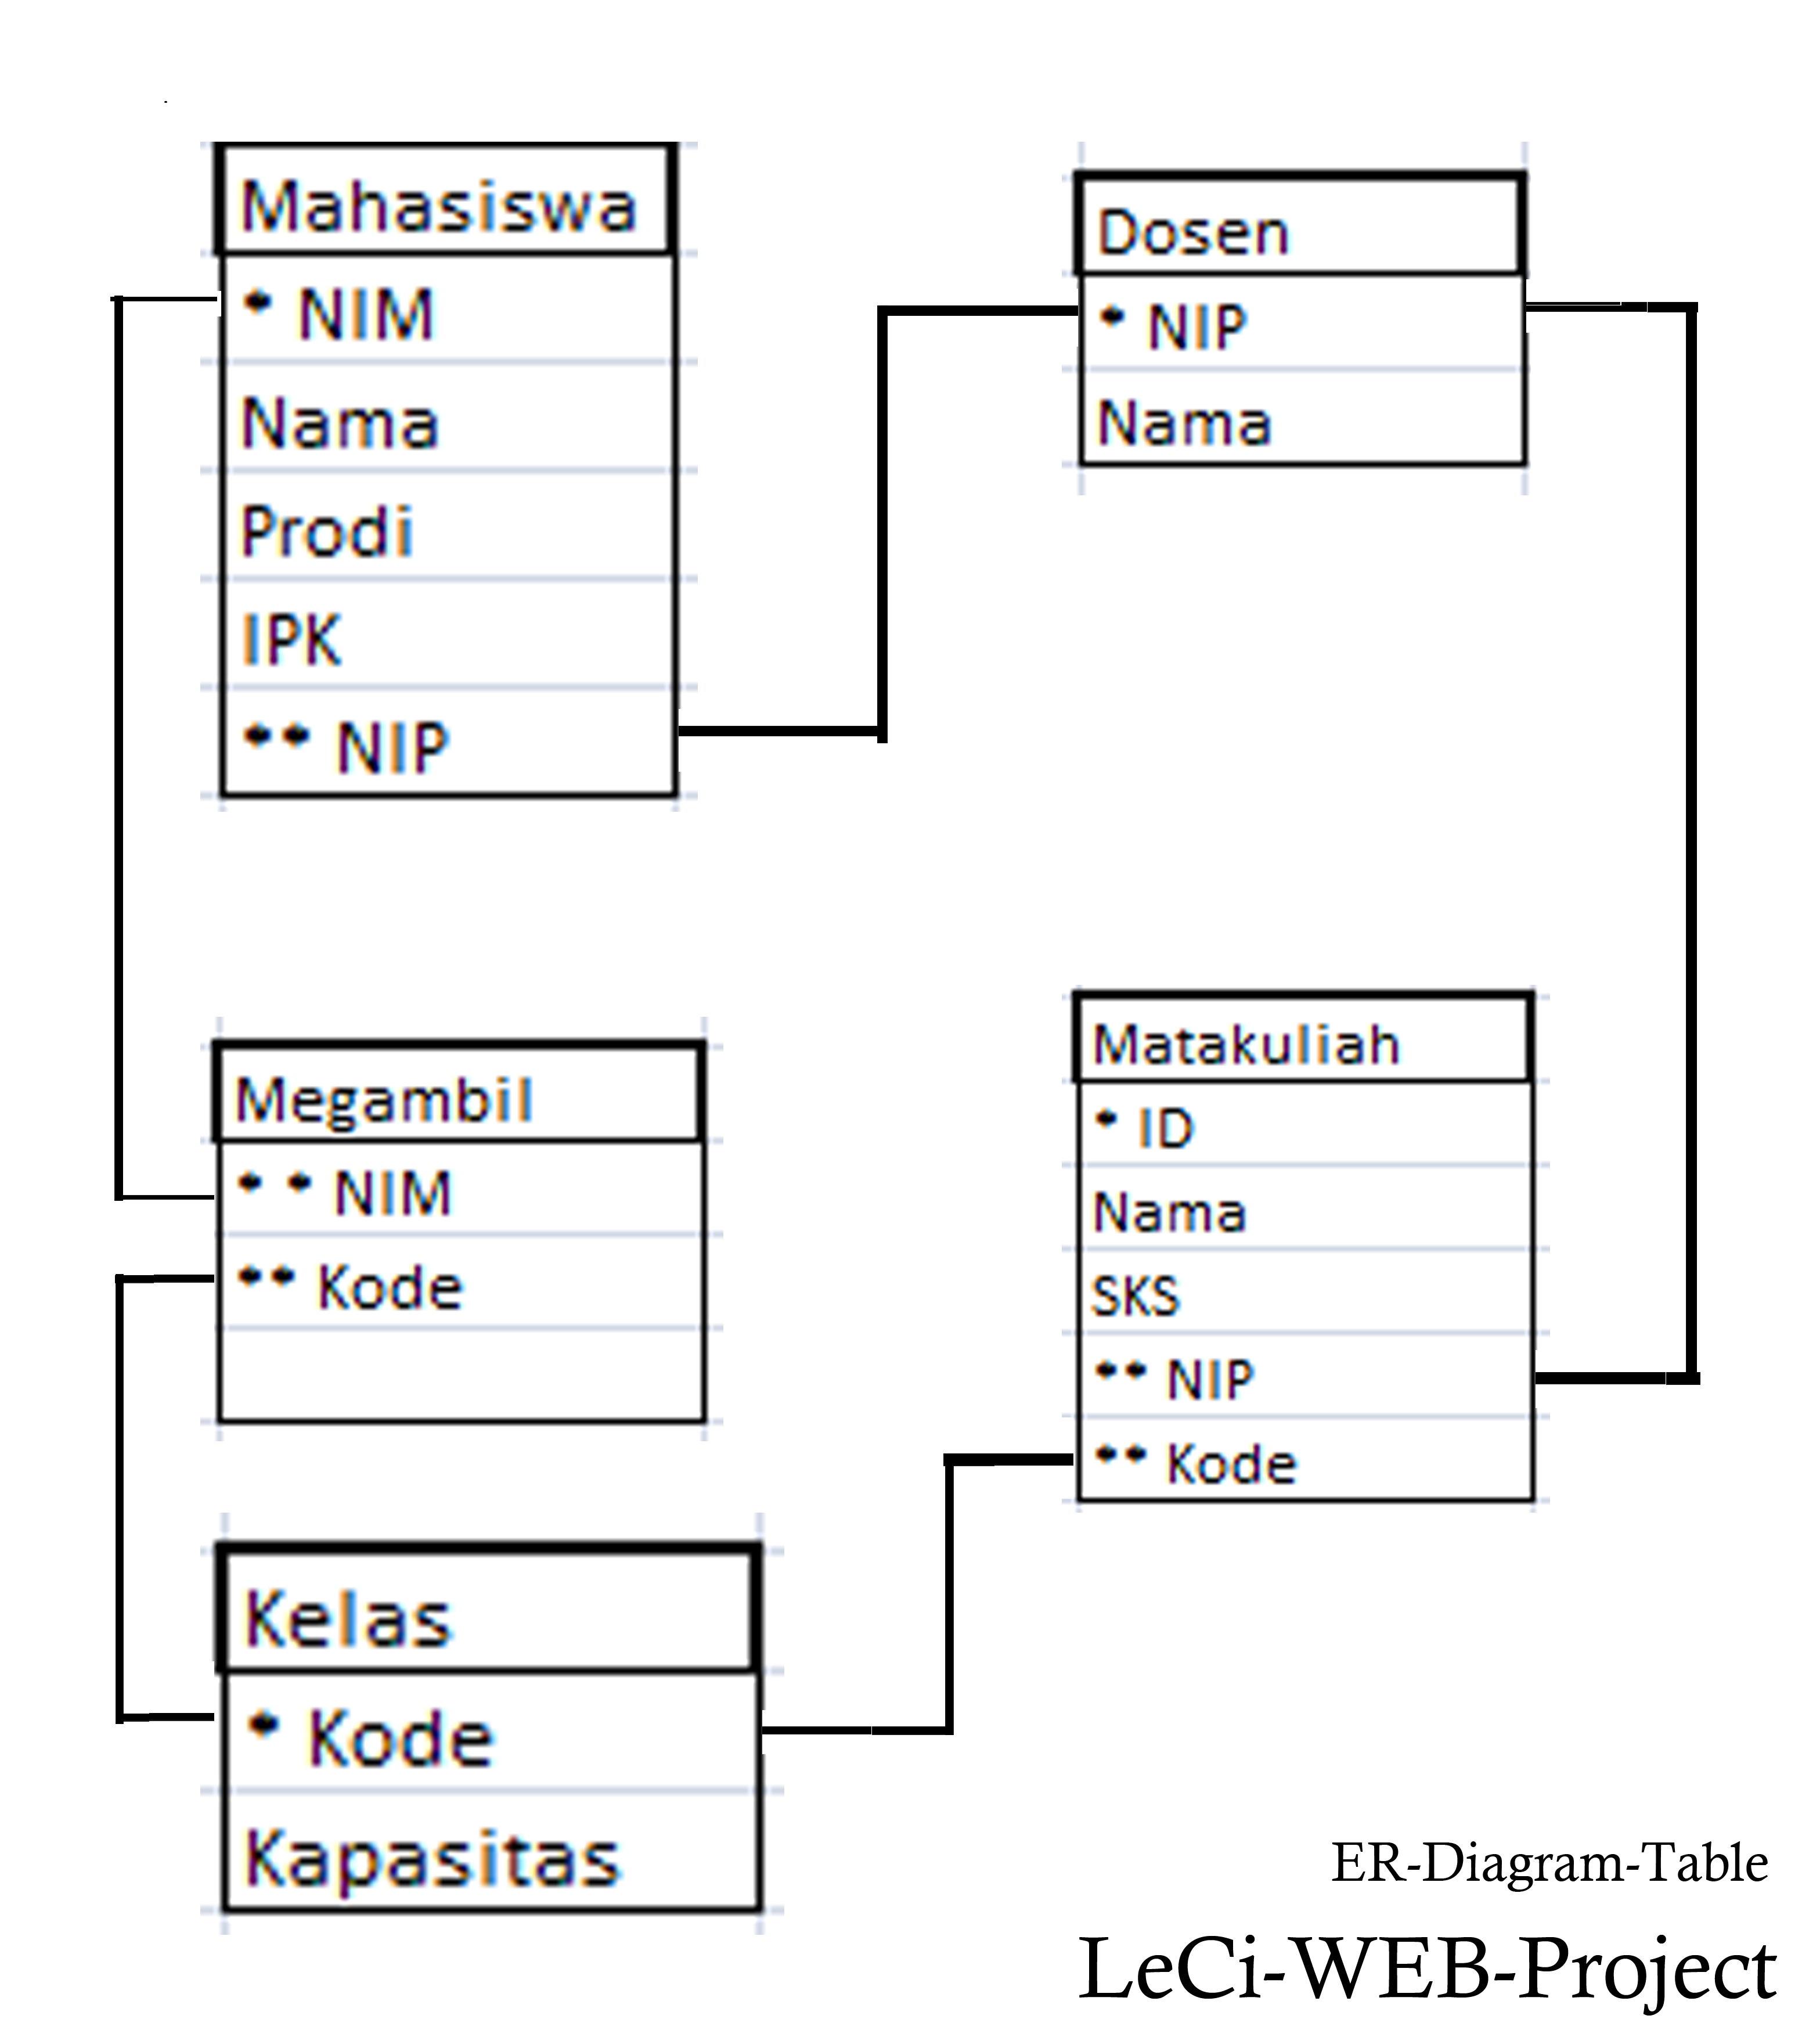 Mahasiswa
* NIM
Nama
Prodi
IPK
** NIP
Dosen
* NIP
Nama
Megambil
* * NIM
** Kode
Matakuliah
* ID
Nama
SKS
** NIP
** Kode
Kelas
* Kode
Kapasitas
ER-Diagram-Table
LeCi-WEB-Project